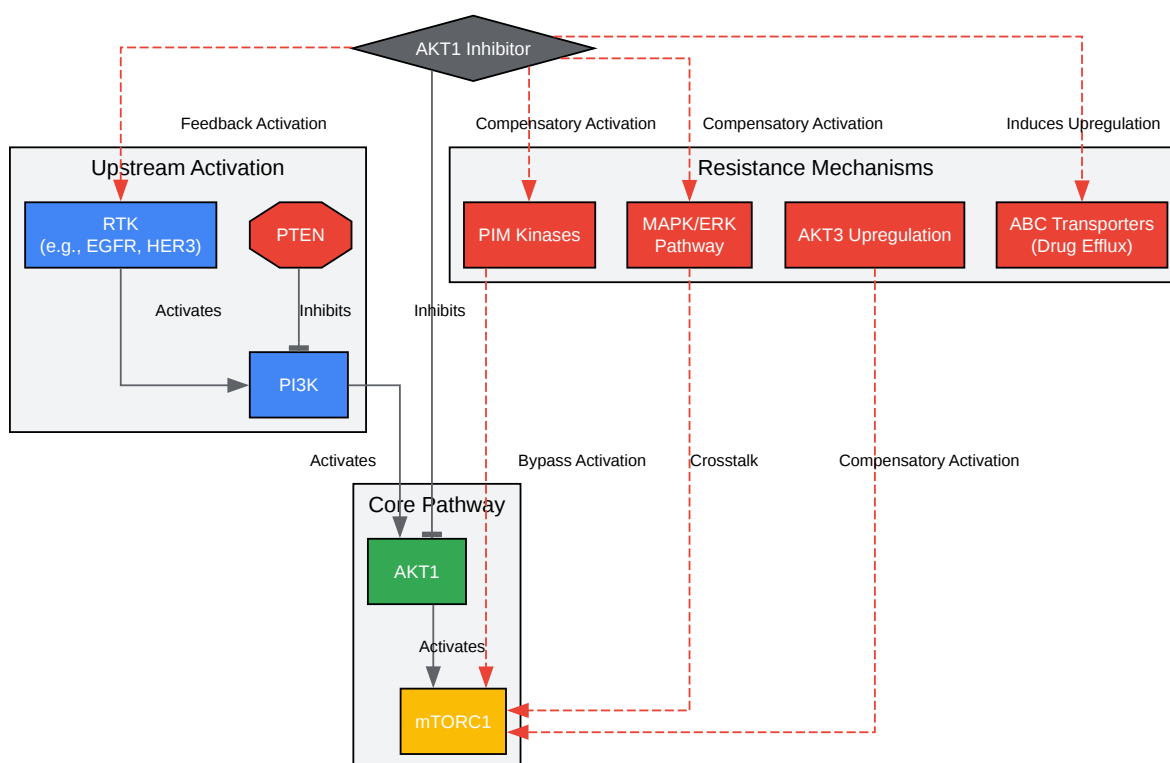 AKT1 Inhibitor
Feedback Activation
Compensatory Activation
Compensatory Activation
Induces Upregulation
Upstream Activation
Resistance Mechanisms
RTK
(e.g., EGFR, HER3)
PTEN
PIM Kinases
MAPK/ERK
Pathway
AKT3 Upregulation
ABC Transporters
(Drug Efflux)
Activates
Inhibits
Inhibits
PI3K
Activates
Bypass Activation
Crosstalk
Compensatory Activation
Core Pathway
AKT1
Activates
mTORC1